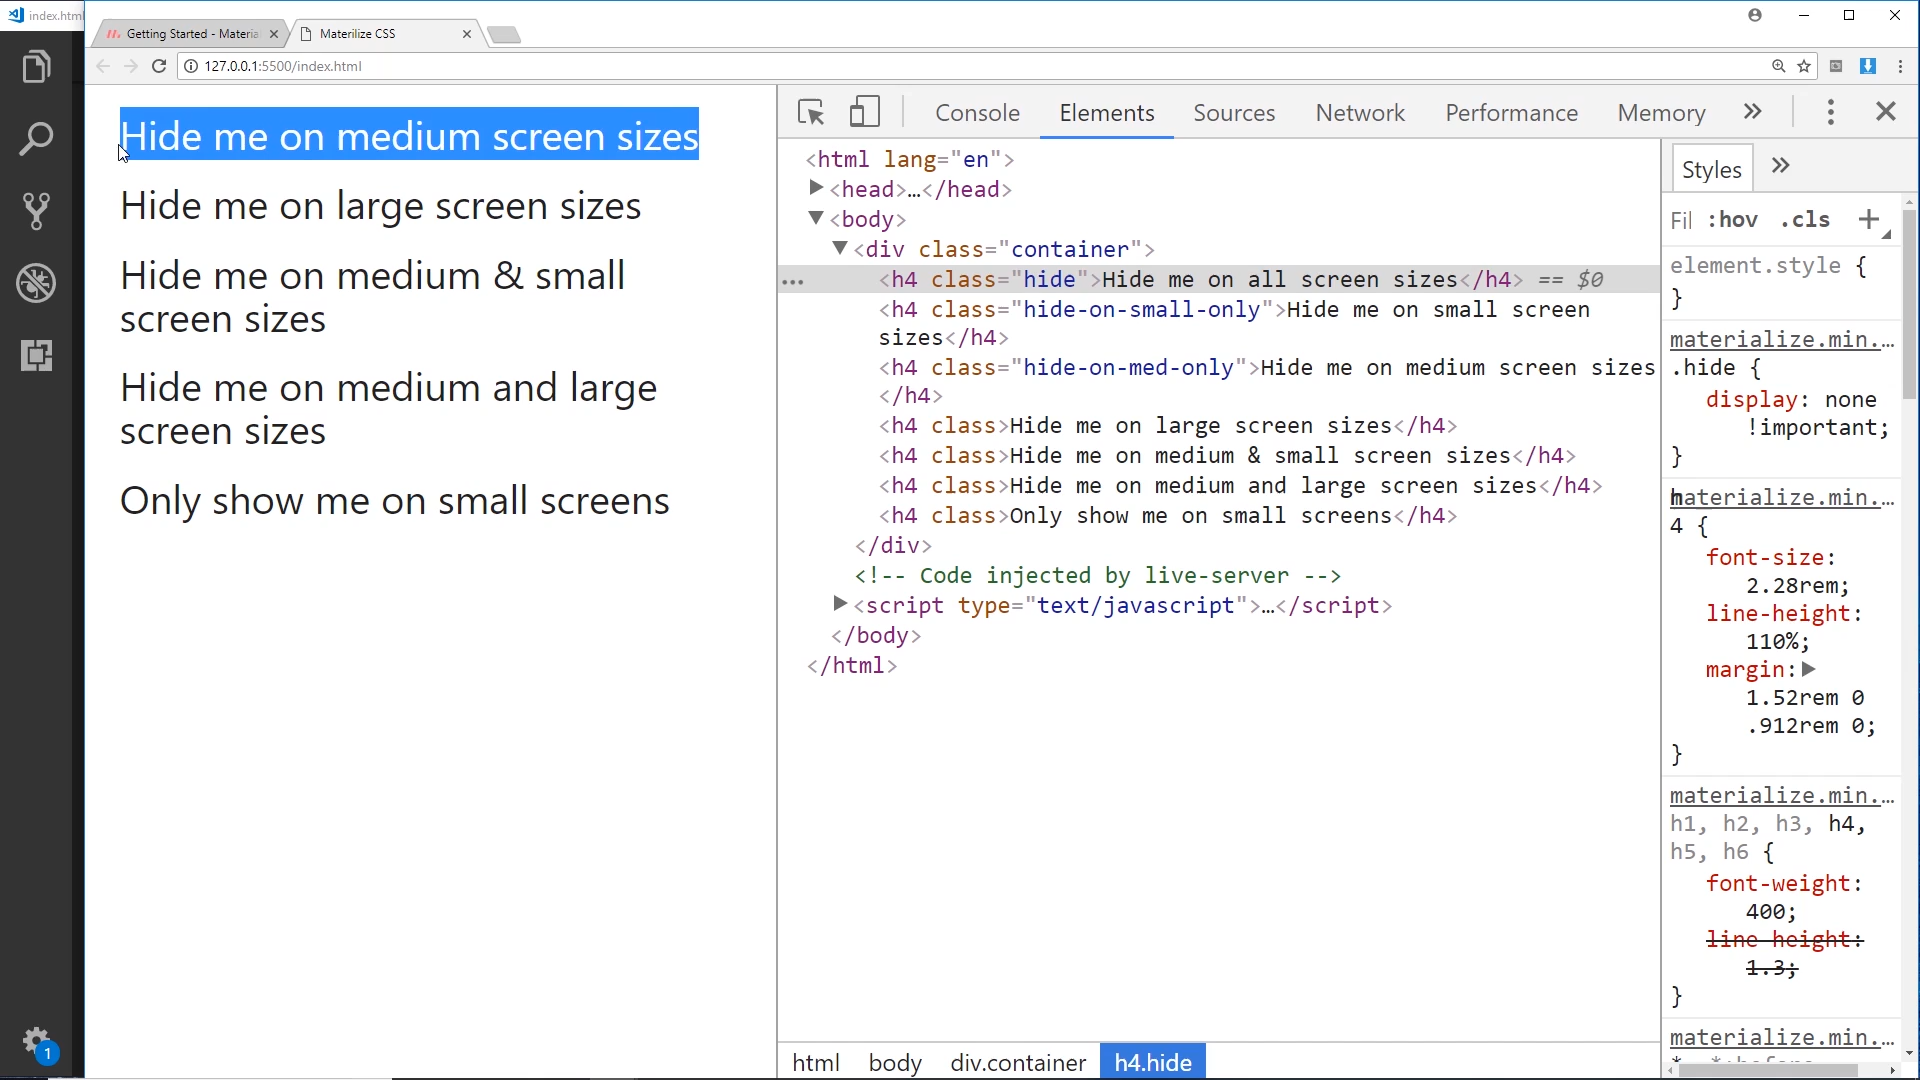 index.htm
Getting Started - Materia
Materilize CSS
127.0.0.1:5500/index.html
Hide me on medium screen sizes
Hide me on large screen sizes
Hide me on medium & small
screen sizes
Hide me on medium and large
screen sizes
Only show me on small screens
Console Elements Sources Network Performance Memory
<html lang="en">
<head>…</head>
<body>
<div class="container">
<h4 class="hide">Hide me on all screen sizes</h4> == $0
<h4 class="hide-on-small-only">Hide me on small screen
sizes</h4>
<h4 class="hide-on-med-only">Hide me on medium screen sizes
</h4>
<h4 class>Hide me on large screen sizes</h4>
<h4 class>Hide me on medium & small screen sizes</h4>
<h4 class>Hide me on medium and large screen sizes</h4>
<h4 class>Only show me on small screens</h4>
</div>
<!-- Code injected by live-server -->
<script type="text/javascript">…</script>
</body>
</html>
html body div.container h4.hide
Styles
Fil :hov .cls
element.style {
}
materialize.min.…
.hide {
display: none
!important;
}
materialize.min.…
h
4 {
font-size:
2.28rem;
line-height:
110%;
margin:
1.52rem 0
.912rem 0;
}
materialize.min.…
h1, h2, h3, h4,
h5, h6 {
font-weight:
400;
line-height:
1.3;
}
materialize.min.…
1